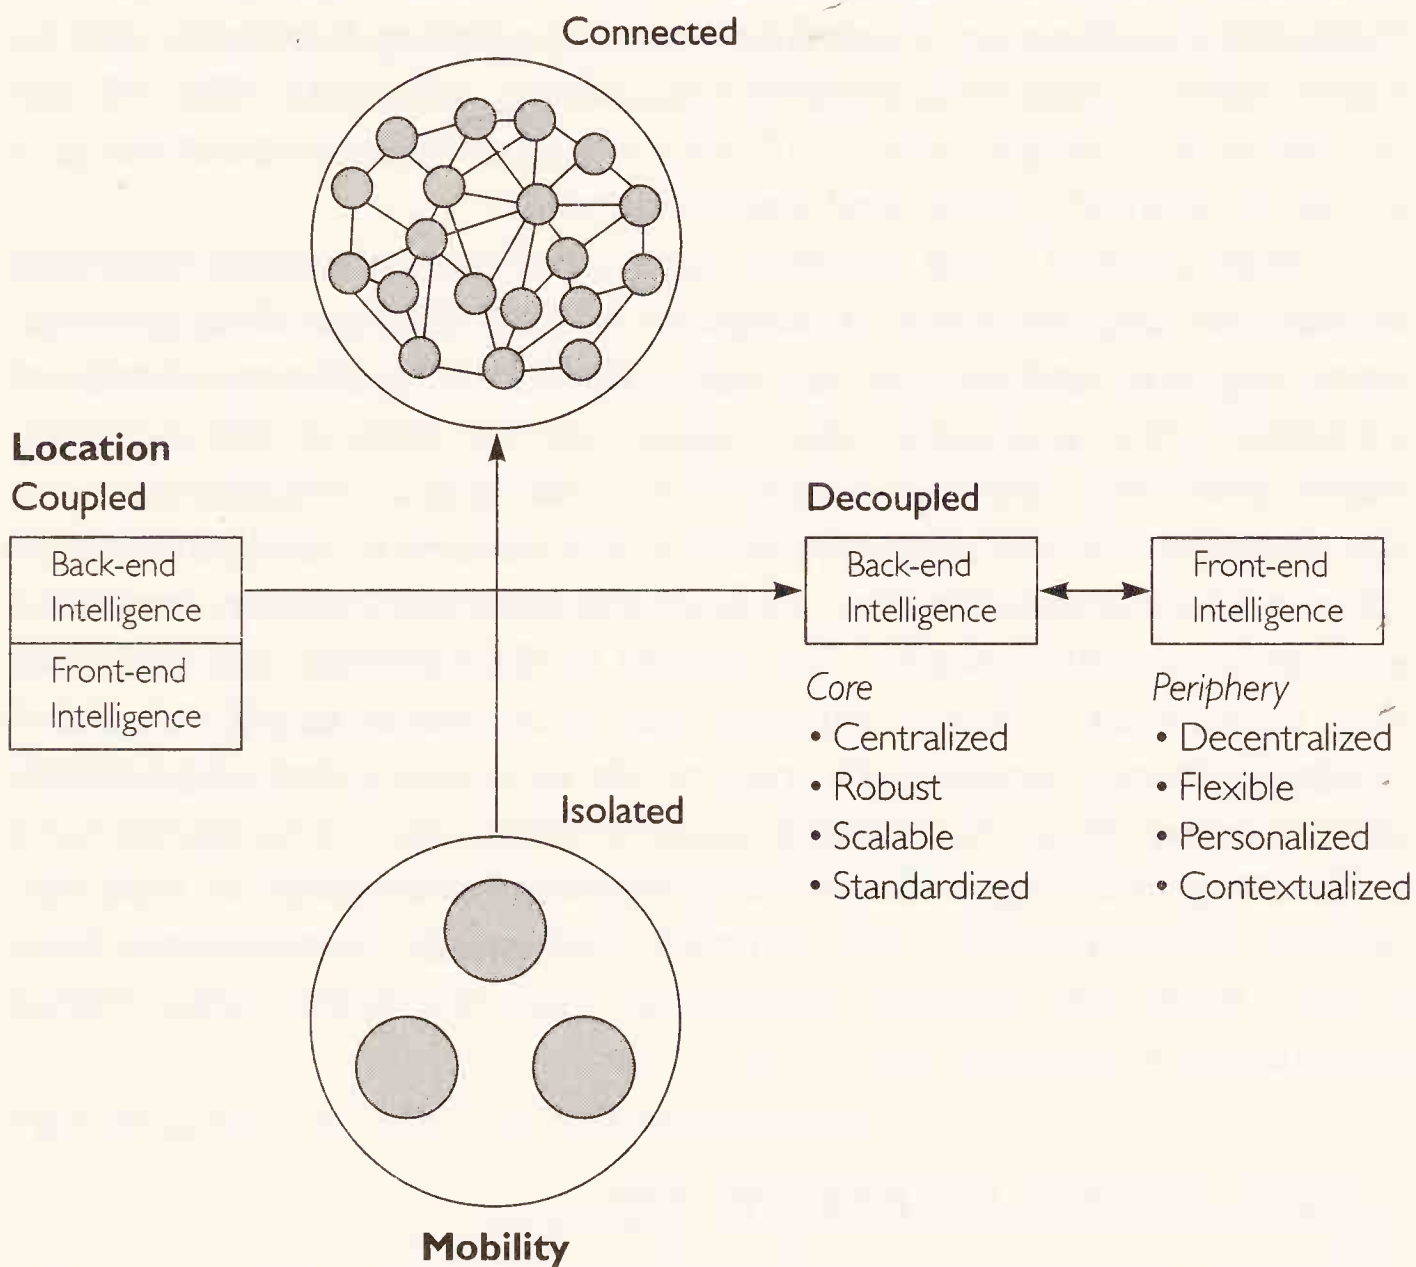 Connected
Location
Coupled
Back-end
Intelligence
Front-end
Intelligence
Decoupled
Back-end
Intelligence
Front-end
Intelligence
Core
• Centralized
• Robust
• Scalable
• Standardized
Periphery
• Decentralized
• Flexible
• Personalized
• Contextualized
Isolated
Mobility